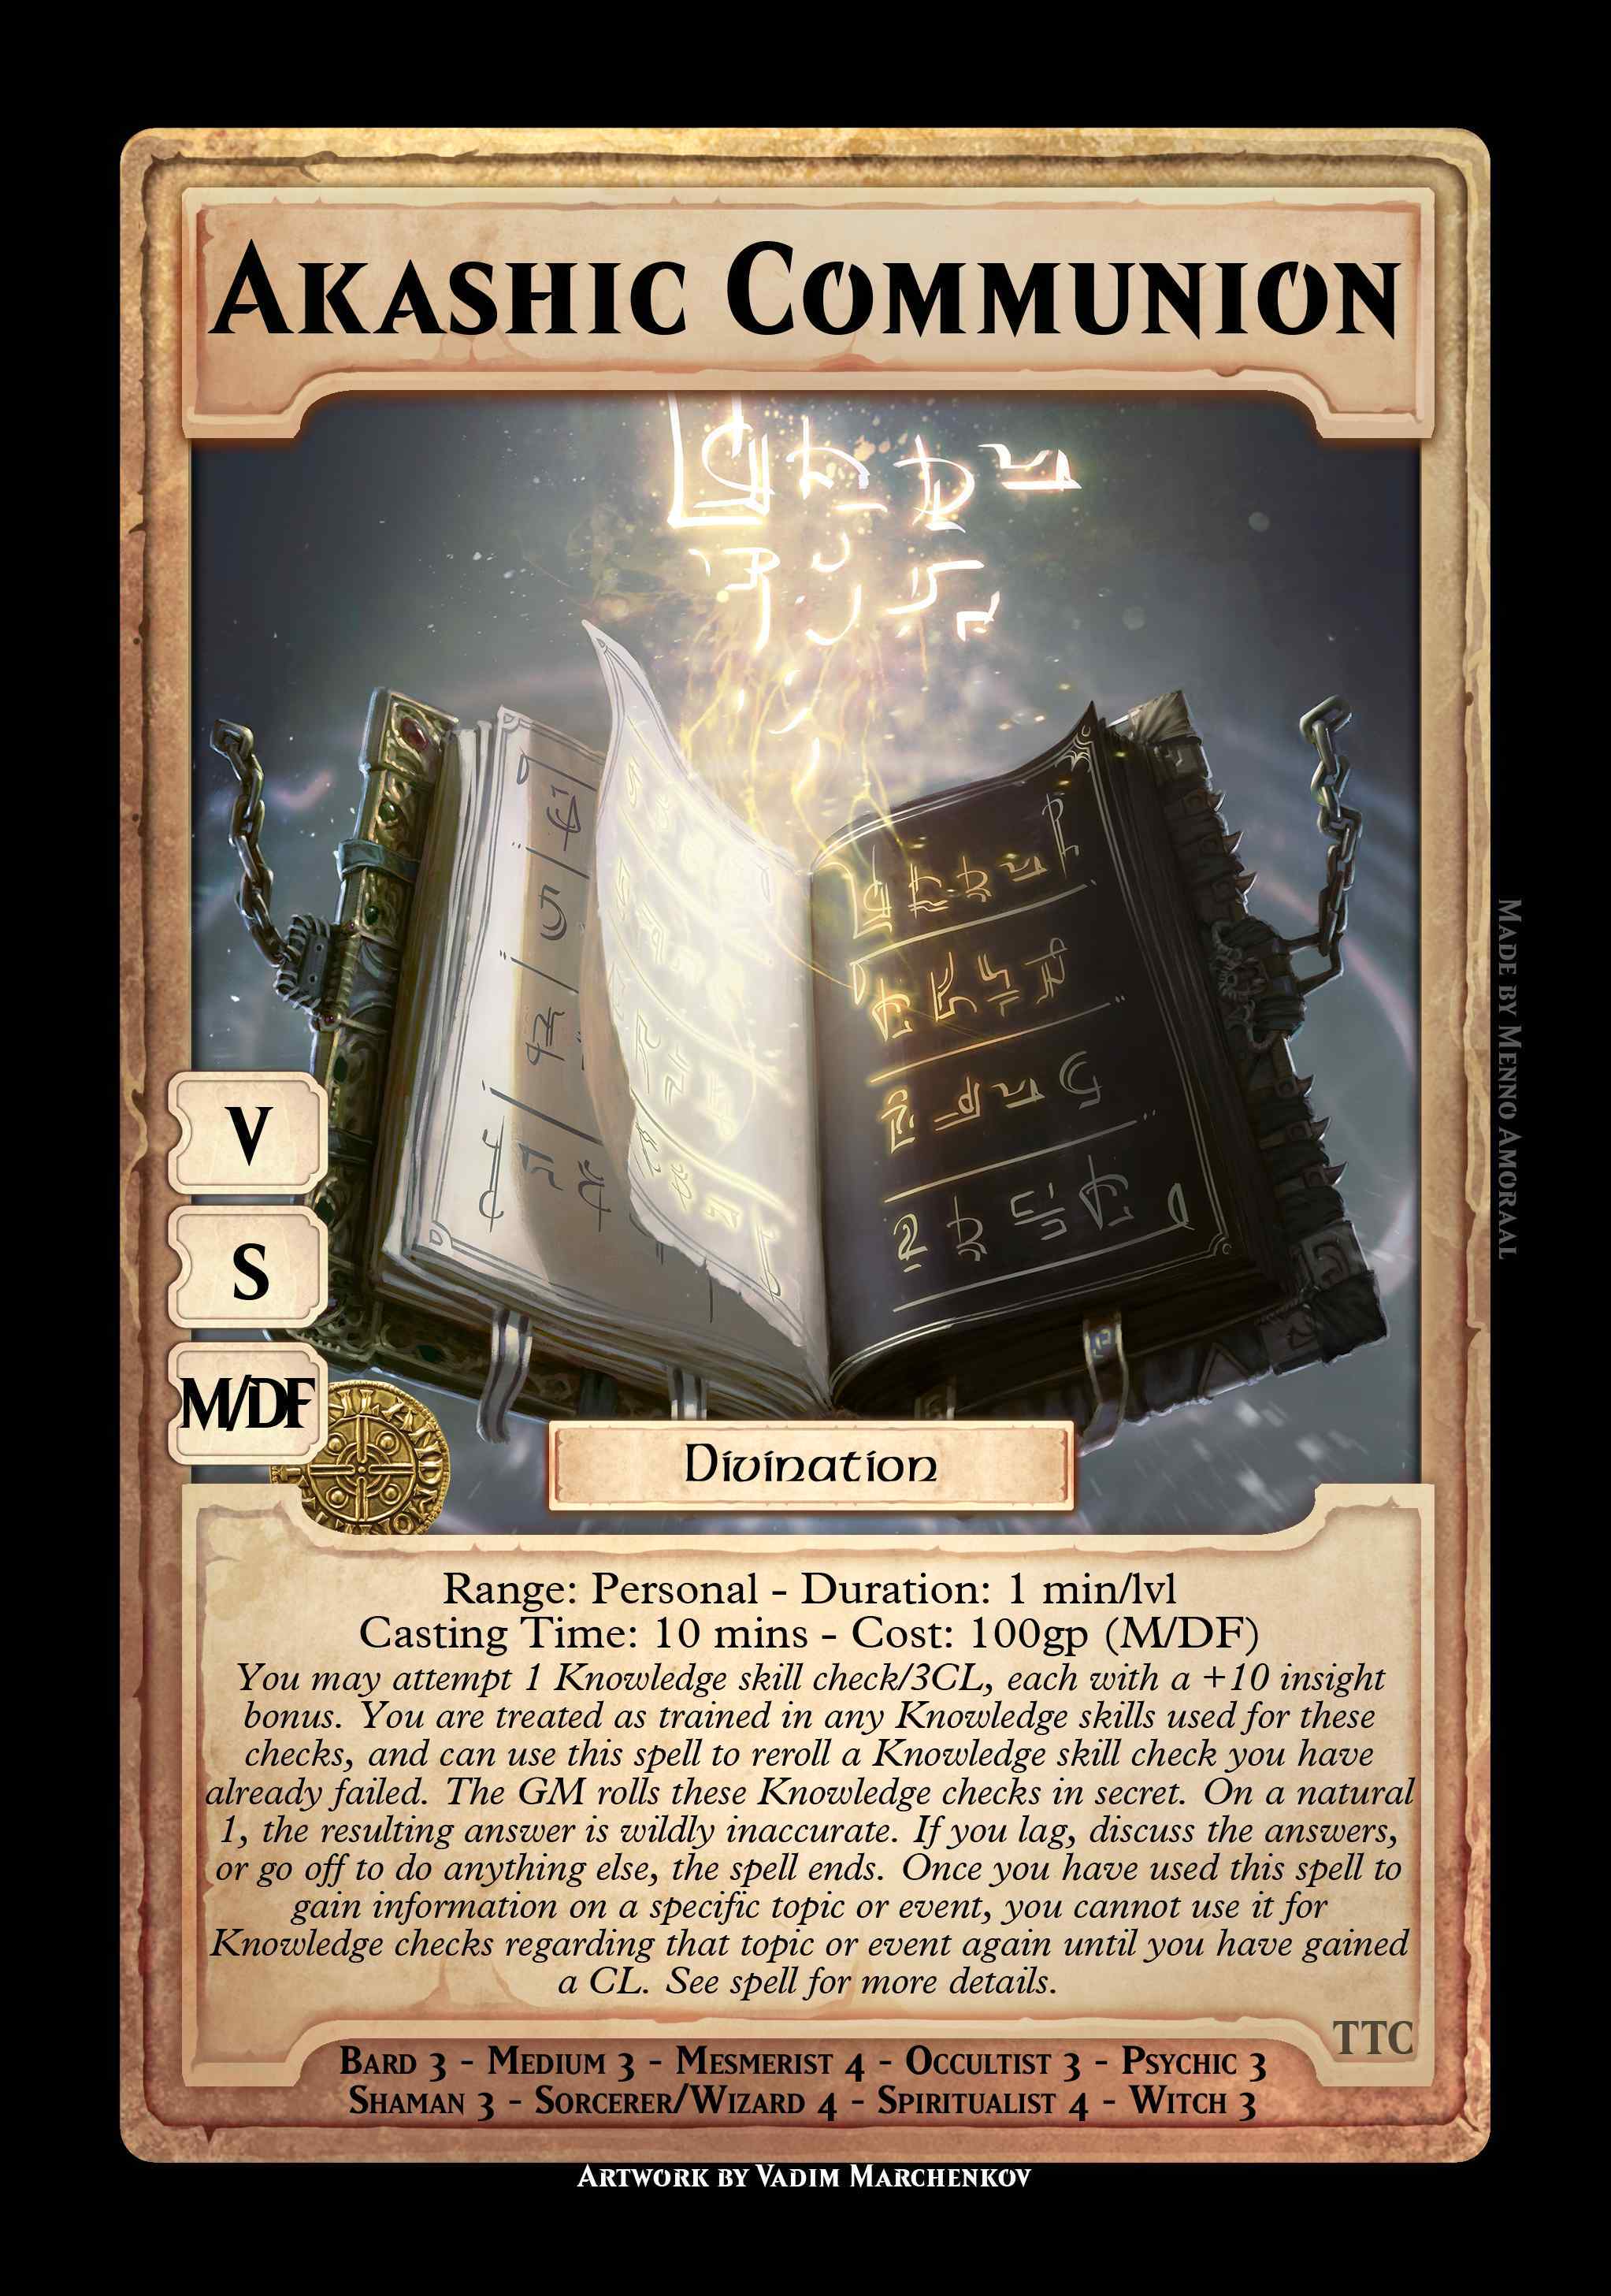 Akashic Communion
V
S
M/DF
Divination
Range: Personal - Duration: 1 min/lvl
Casting Time: 10 mins - Cost: 100gp (M/DF)
You may attempt 1 Knowledge skill check/3CL, each with a +10 insight
bonus. You are treated as trained in any Knowledge skills used for these
checks, and can use this spell to reroll a Knowledge skill check you have
already failed. The GM rolls these Knowledge checks in secret. On a natural
1, the resulting answer is wildly inaccurate. If you lag, discuss the answers,
or go off to do anything else, the spell ends. Once you have used this spell to
gain information on a specific topic or event, you cannot use it for
Knowledge checks regarding that topic or event again until you have gained
a CL. See spell for more details.
TTC
Bard 3 - Medium 3 - Mesmerist 4 - Occultist 3 - Psychic 3
Shaman 3 - Sorcerer/Wizard 4 - Spiritualist 4 - Witch 3
Artwork by Vadim Marchenkov
Made by Menno Amoraal